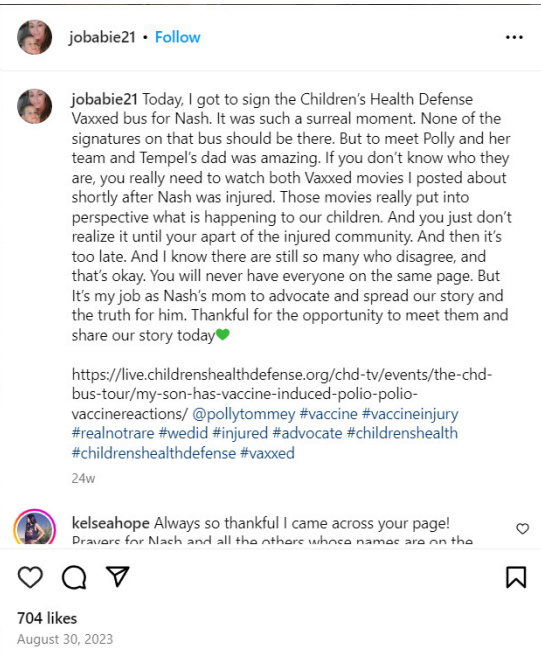 jobabie21 • Follow
jobabie21 Today, I got to sign the Children's Health Defense
Vaxxed bus for Nash. It was such a surreal moment. None of the
signatures on that bus should be there. But to meet Polly and her
team and Tempel's dad was amazing. If you don't know who they
are, you really need to watch both Vaxxed movies I posted about
shortly after Nash was injured. Those movies really put into
perspective what is happening to our children. And you just don't
realize it until your apart of the injured community. And then it's
too late. And I know there are still so many who disagree, and
that's okay. You will never have everyone on the same page. But
It's my job as Nash's mom to advocate and spread our story and
the truth for him. Thankful for the opportunity to meet them and
share our story today💚
https://live.childrenshealthdefense.org/chd-tv/events/the-chd-
bus-tour/my-son-has-vaccine-induced-polio-polio-
vaccinereactions/ @pollytommey #vaccine #vaccineinjury
#realnotrare #wedid #injured #advocate #childrenshealth
#childrenshealthdefense #vaxxed
24w
kelseahope Always so thankful I came across your page!
Prayers for Nash and all the others whose names are on the
704 likes
August 30, 2023